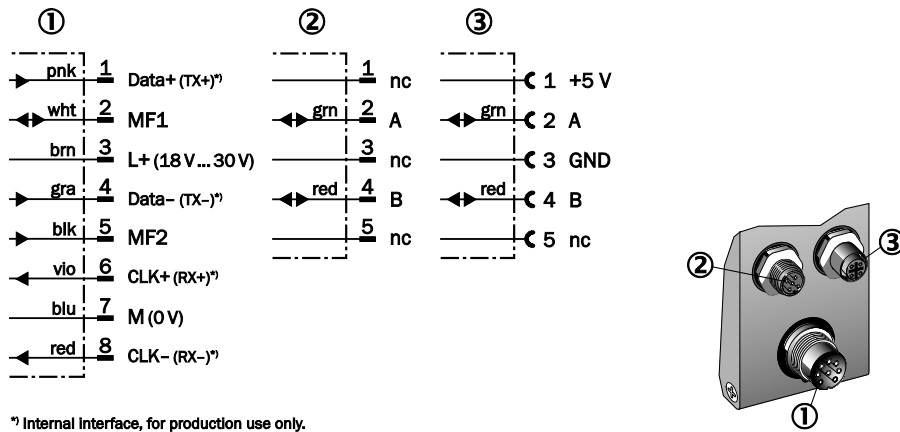 ① ② ③
pnk 1 Data+ (TX+)*)
wht 2 MF1
brn 3 L+ (18 V ... 30 V)
gra 4 Data– (TX–)*)
blk 5 MF2
vio 6 CLK+ (RX+)*)
blu 7 M (0 V)
red 8 CLK– (RX–)*)
1 nc
grn 2 A
3 nc
red 4 B
5 nc
1 +5 V
grn 2 A
3 GND
red 4 B
5 nc
②
③
①
*) Internal interface, for production use only.